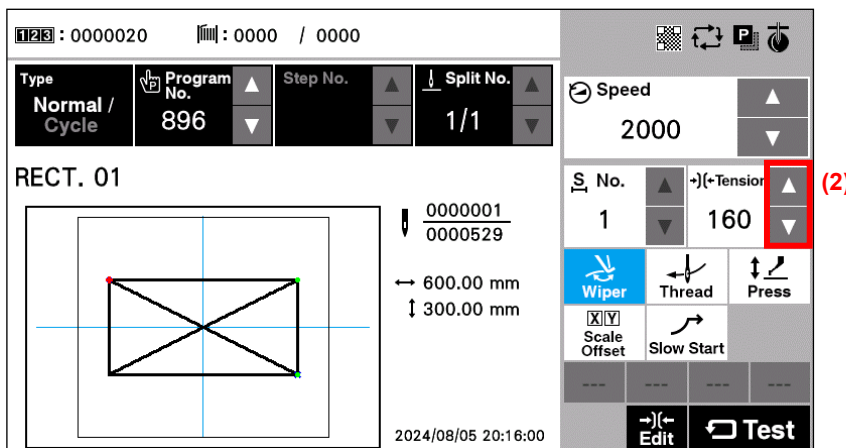 123 : 0000020 : 0000 / 0000
P
Type
Normal /
Cycle
P
Program
No.
896
Step No.
Split No.
1/1
Speed
2000
RECT. 01
S No.
1
Tension
160
(2)
0000001
0000529
600.00 mm
300.00 mm
Wiper
Thread
Press
X Y
Scale
Offset
Slow Start
--- --- --- ---
2024/08/05 20:16:00
Edit
Test